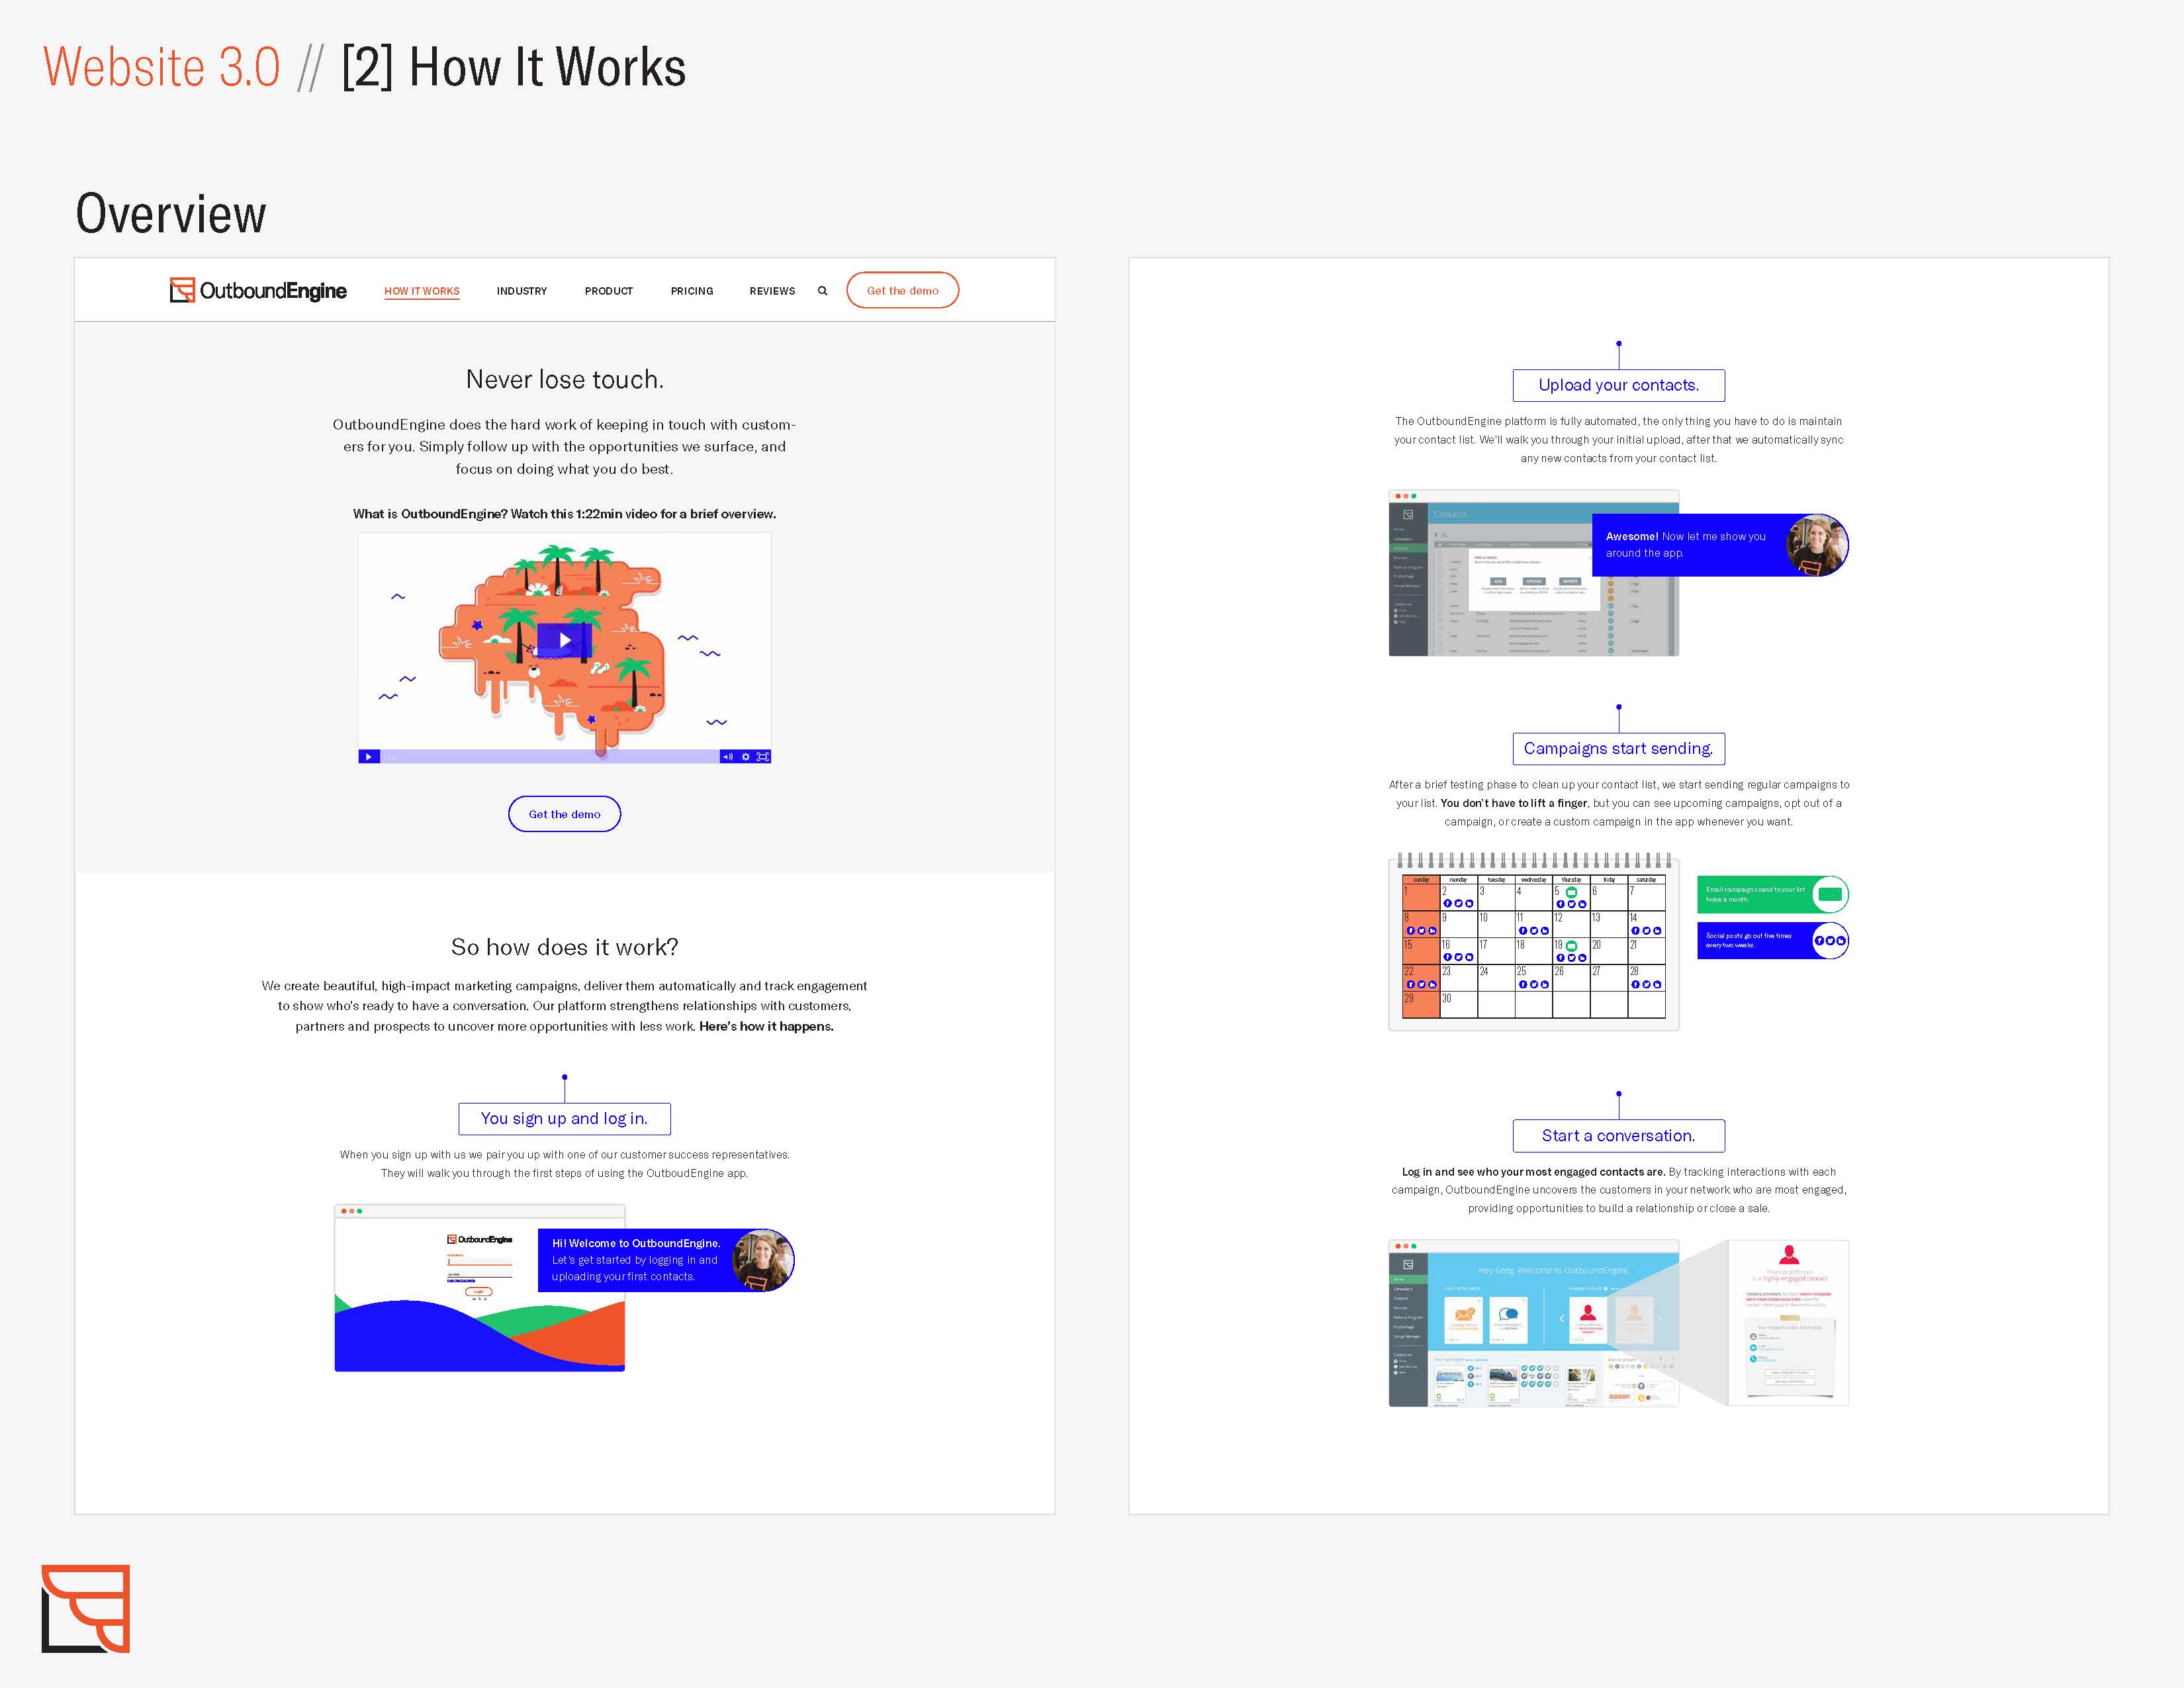 Website 3.0 // [2] How It Works
Overview
OutboundEngine
HOW IT WORKS
INDUSTRY
PRODUCT
PRICING
REVIEWS
Get the demo
Never lose touch.
OutboundEngine does the hard work of keeping in touch with custom-
ers for you. Simply follow up with the opportunities we surface, and
focus on doing what you do best.
What is OutboundEngine? Watch this 1:22min video for a brief overview.
Get the demo
So how does it work?
We create beautiful, high-impact marketing campaigns, deliver them automatically and track engagement
to show who's ready to have a conversation. Our platform strengthens relationships with customers,
partners and prospects to uncover more opportunities with less work. Here's how it happens.
You sign up and log in.
When you sign up with us we pair you up with one of our customer success representatives.
They will walk you through the first steps of using the OutboudEngine app.
OutboundEngine
Login
Hi! Welcome to OutboundEngine.
Let's get started by logging in and
uploading your first contacts.
Upload your contacts.
The OutboundEngine platform is fully automated, the only thing you have to do is maintain
your contact list. We'll walk you through your initial upload, after that we automatically sync
any new contacts from your contact list.
Contacts
Add contacts
ADD
UPLOAD
IMPORT
Awesome! Now let me show you
around the app.
Campaigns start sending.
After a brief testing phase to clean up your contact list, we start sending regular campaigns to
your list. You don't have to lift a finger, but you can see upcoming campaigns, opt out of a
campaign, or create a custom campaign in the app whenever you want.
sunday monday tuesday wednesday thursday friday saturday
1 2 3 4 5 6 7
8 9 10 11 12 13 14
15 16 17 18 19 20 21
22 23 24 25 26 27 28
29 30
Email campaigns send to your list
twice a month.
Social posts go out five times
every two weeks.
Start a conversation.
Log in and see who your most engaged contacts are. By tracking interactions with each
campaign, OutboundEngine uncovers the customers in your network who are most engaged,
providing opportunities to build a relationship or close a sale.
Hey Greg, Welcome to OutboundEngine
Thomas Jefferson
is a highly-engaged contact